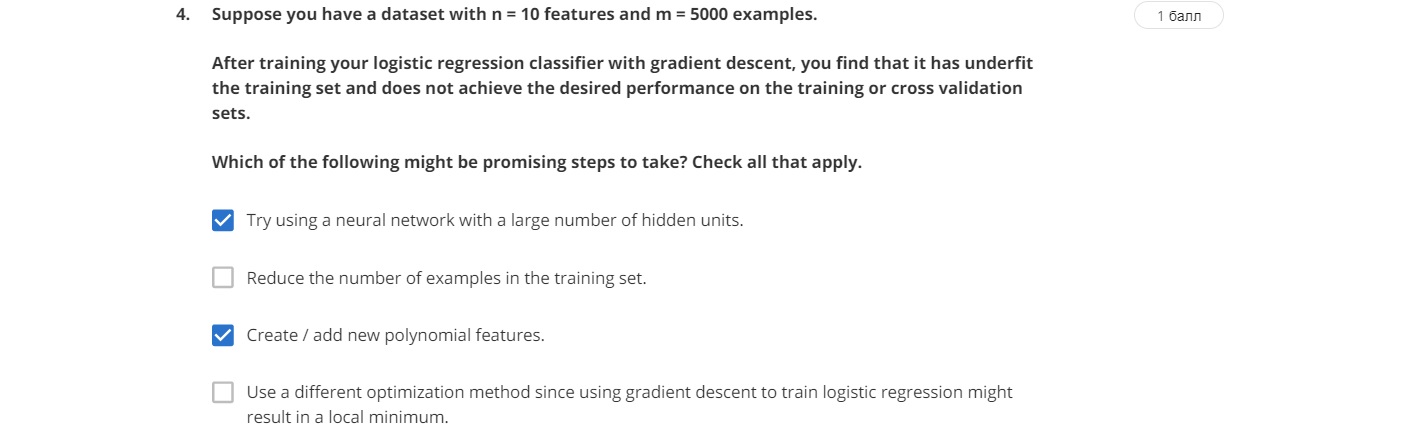 4. Suppose you have a dataset with n = 10 features and m = 5000 examples.
1 балл
After training your logistic regression classifier with gradient descent, you find that it has underfit
the training set and does not achieve the desired performance on the training or cross validation
sets.
Which of the following might be promising steps to take? Check all that apply.
Try using a neural network with a large number of hidden units.
Reduce the number of examples in the training set.
Create / add new polynomial features.
Use a different optimization method since using gradient descent to train logistic regression might
result in a local minimum.